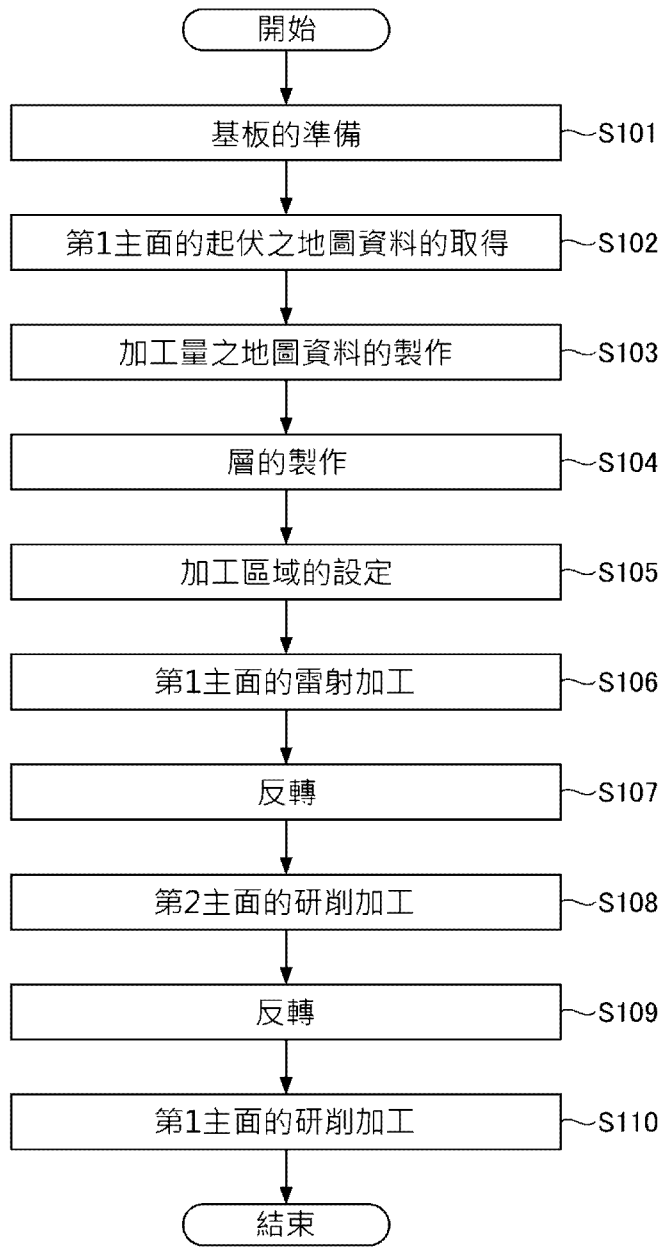 開始
基板的準備 S101
第1主面的起伏之地圖資料的取得 S102
加工量之地圖資料的製作 S103
層的製作 S104
加工區域的設定 S105
第1主面的雷射加工 S106
反轉 S107
第2主面的研削加工 S108
反轉 S109
第1主面的研削加工 S110
結束